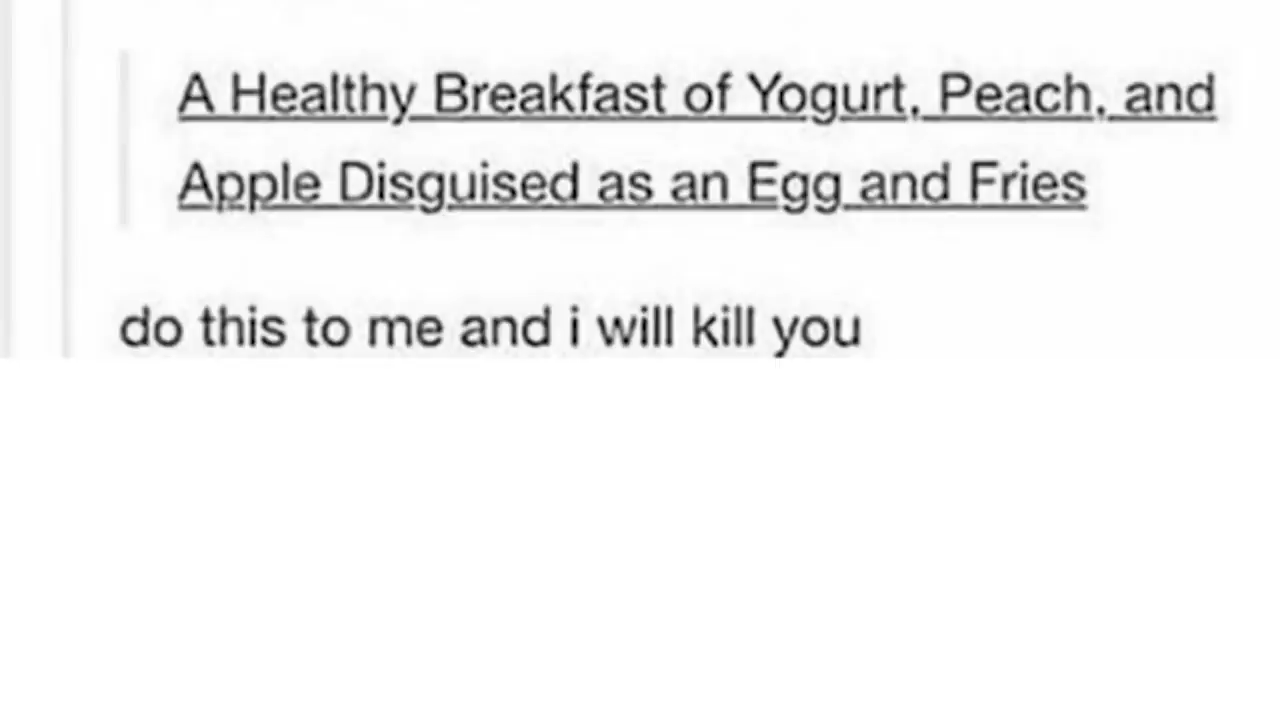 A Healthy Breakfast of Yogurt, Peach, and
Apple Disguised as an Egg and Fries
do this to me and i will kill you